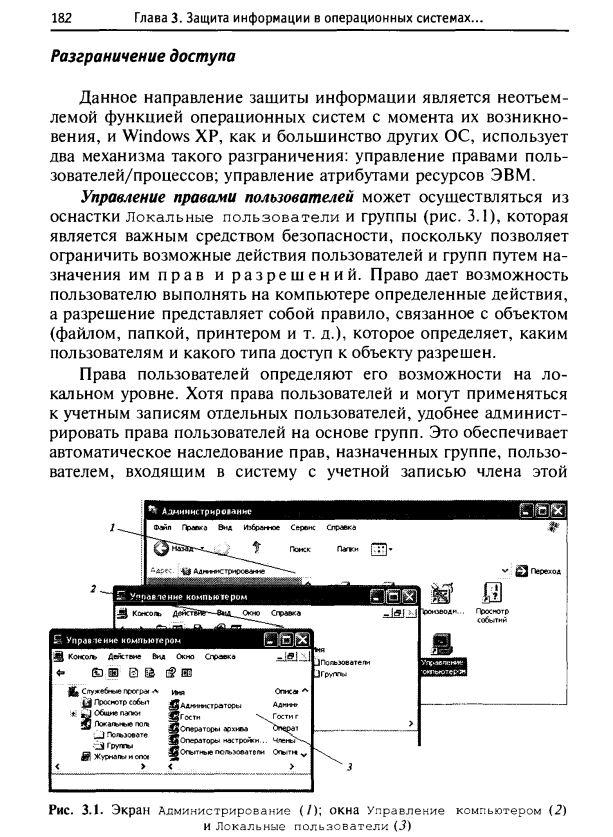 182 Глава 3. Защита информации в операционных системах...
Разграничение доступа
Данное направление защиты информации является неотъем-
лемой функцией операционных систем с момента их возникно-
вения, и Windows XP, как и большинство других ОС, использует
два механизма такого разграничения: управление правами поль-
зователей/процессов; управление атрибутами ресурсов ЭВМ.
Управление правами пользователей может осуществляться из
оснастки Локальные пользователи и группы (рис. 3.1), которая
является важным средством безопасности, поскольку позволяет
ограничить возможные действия пользователей и групп путем на-
значения им прав и разрешений. Право дает возможность
пользователю выполнять на компьютере определенные действия,
а разрешение представляет собой правило, связанное с объектом
(файлом, папкой, принтером и т. д.), которое определяет, каким
пользователям и какого типа доступ к объекту разрешен.
Права пользователей определяют его возможности на ло-
кальном уровне. Хотя права пользователей и могут применяться
к учетным записям отдельных пользователей, удобнее админист-
рировать права пользователей на основе групп. Это обеспечивает
автоматическое наследование прав, назначенных группе, пользо-
вателем, входящим в систему с учетной записью члена этой
Администрирование
1
Файл Правка Вид Избранное Сервис Справка
Назад Поиск Папки
Адрес: Администрирование Переход
2
Управление компьютером
Консоль Действие Вид Окно Справка
Производи... Просмотр
событий
Управление компьютером
Консоль Действие Вид Окно Справка
Имя
Пользователи
Группы
Управление
компьютером
Служебные програм Имя Описан
Просмотр событ Администраторы Админи
Общие папки Гости Гости г
Локальные поль Операторы архива Операт
Пользовате Операторы настройки... Члены
Группы Опытные пользователи Опытны
Журналы и опов
3
Рис. 3.1. Экран Администрирование (1); окна Управление компьютером (2)
и Локальные пользователи (3)